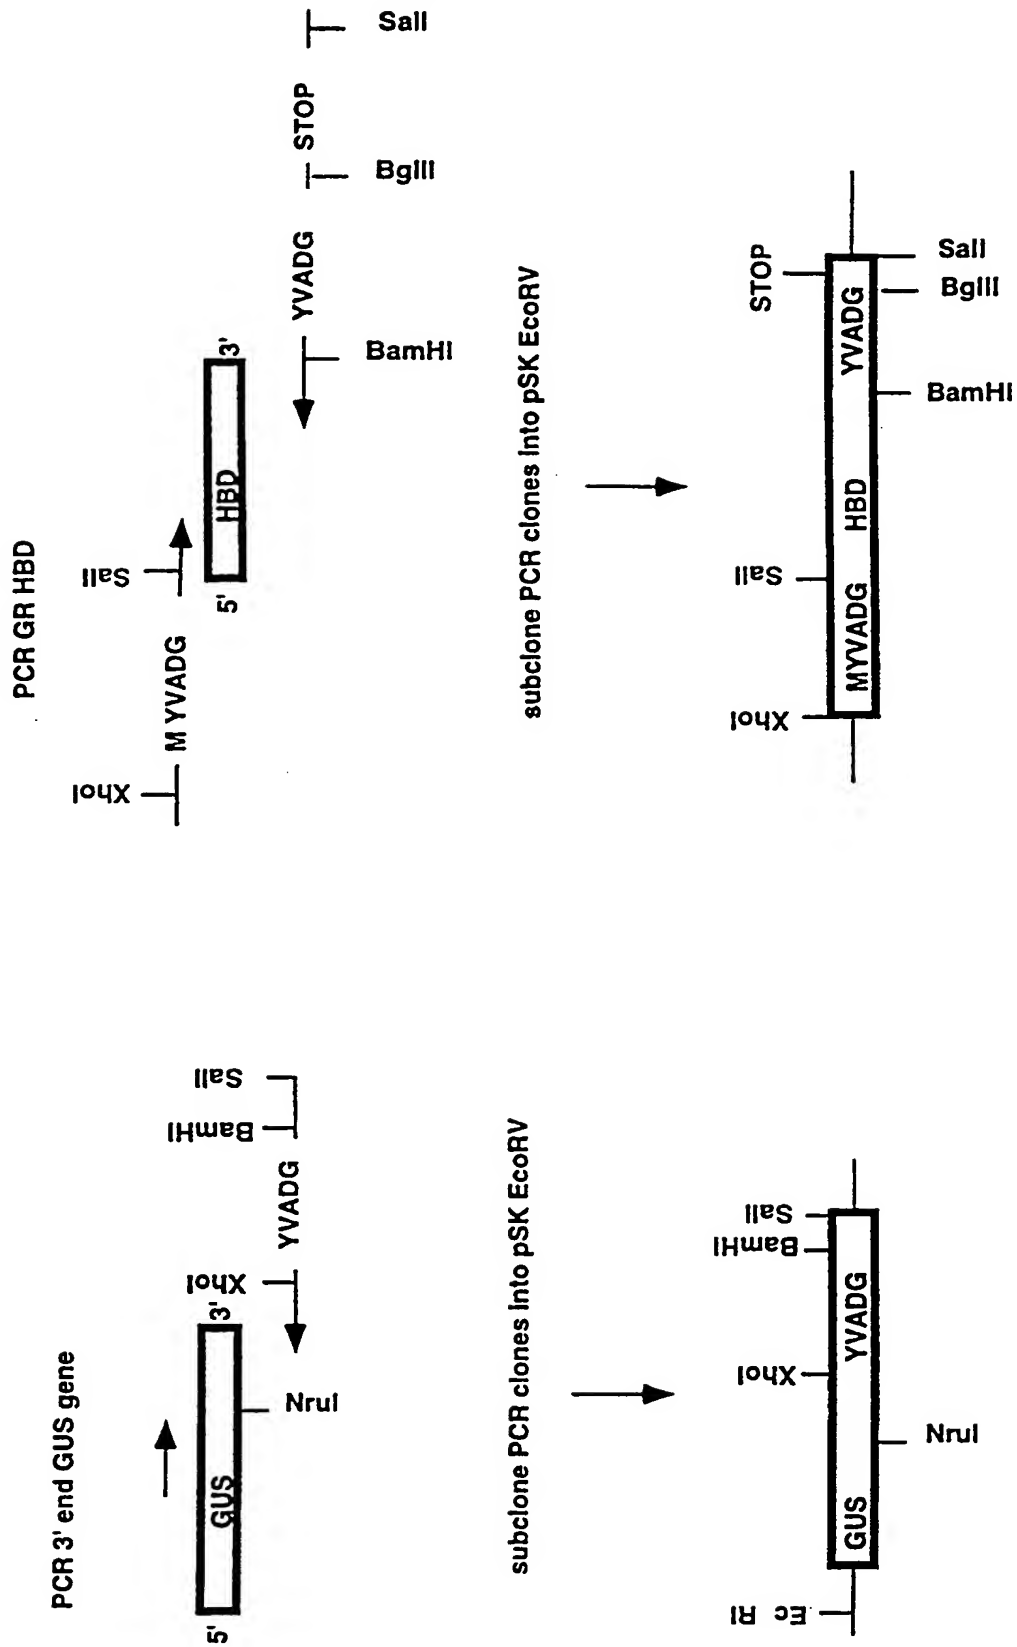 PCR 3' end GUS gene
5' GUS 3'
NruI
XhoI YVADG BamHI SalI
subclone PCR clones into pSK EcoRV
Ec RI
GUS YVADG
NruI
XhoI
BamHI
SalI
PCR GR HBD
XhoI M YVADG SalI
5' HBD 3'
YVADG STOP
BamHI BglII SalI
subclone PCR clones into pSK EcoRV
XhoI SalI STOP
MYVADG HBD YVADG
BamHI
BglII
SalI